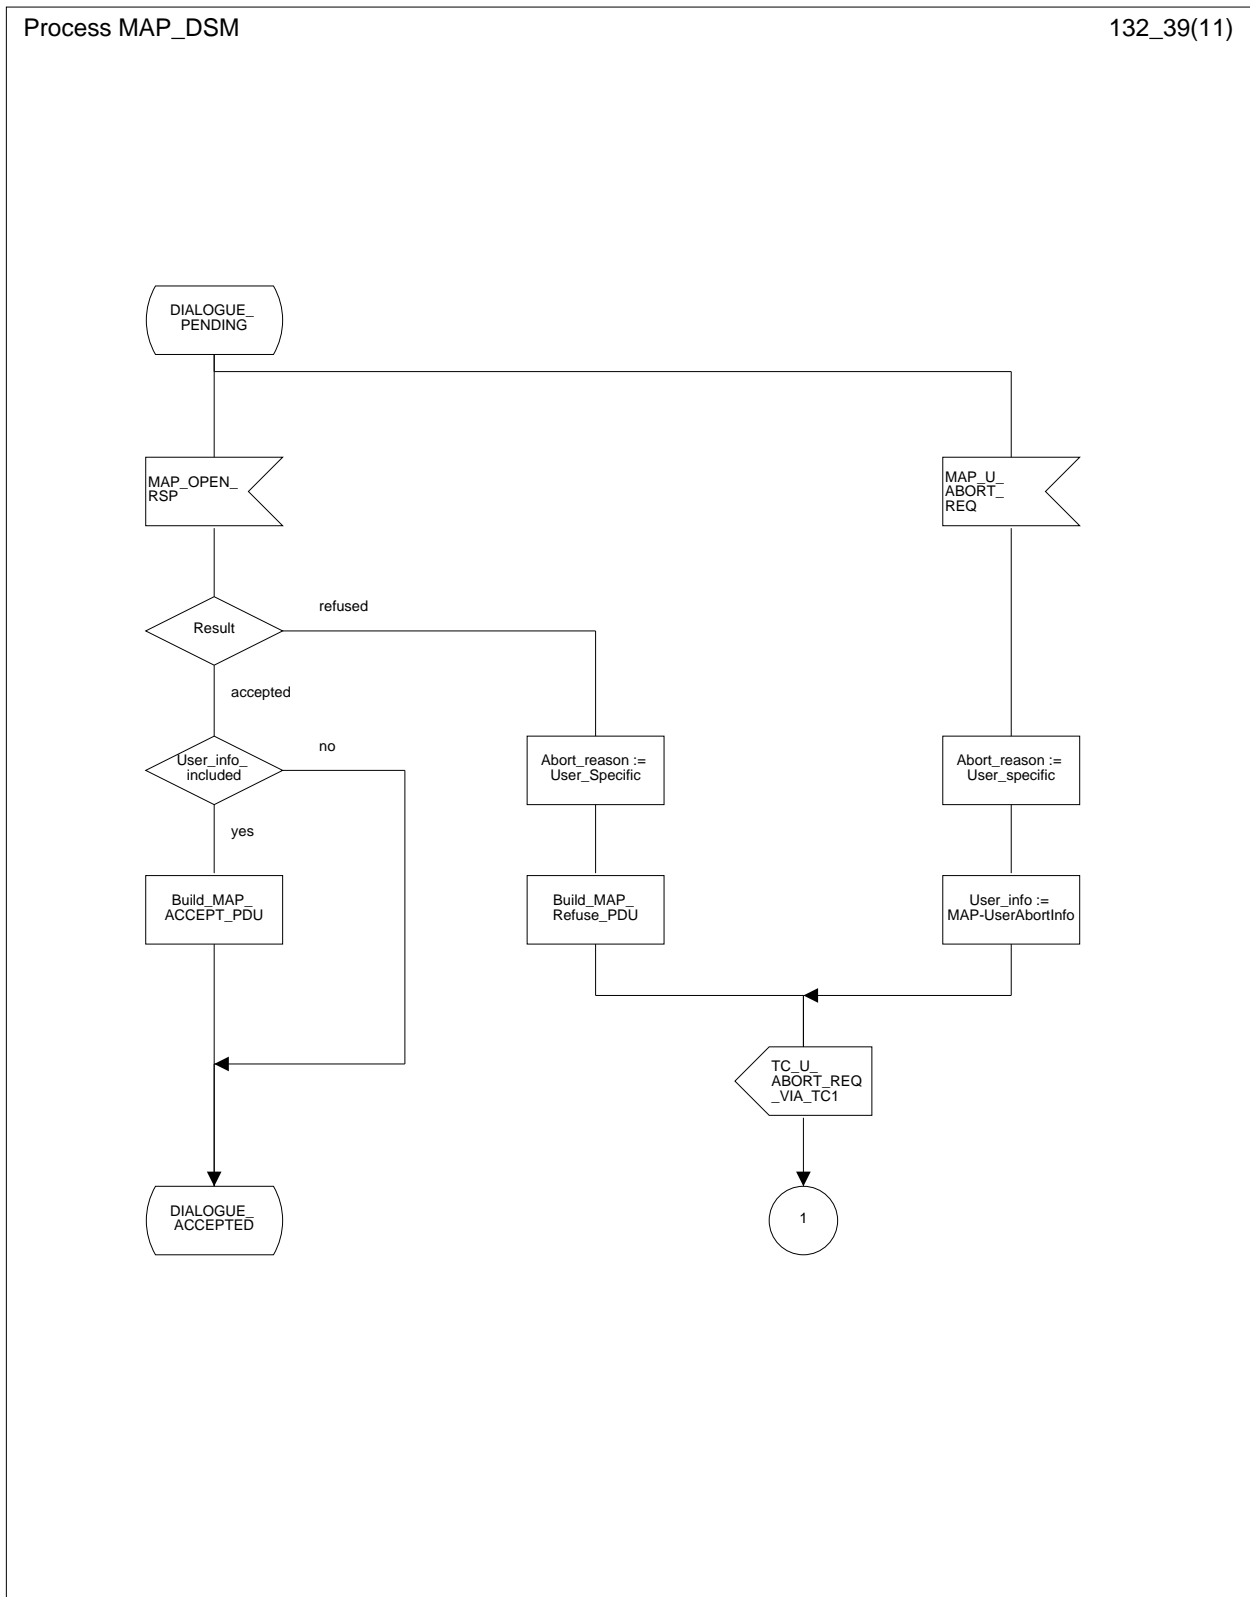 Process MAP_DSM
132_39(11)
DIALOGUE_
PENDING
MAP_OPEN_
RSP
MAP_U_
ABORT_
REQ
Result
refused
accepted
User_info_
included
no
yes
Abort_reason :=
User_Specific
Abort_reason :=
User_specific
Build_MAP_
ACCEPT_PDU
Build_MAP_
Refuse_PDU
User_info :=
MAP-UserAbortInfo
TC_U_
ABORT_REQ
_VIA_TC1
DIALOGUE_
ACCEPTED
1